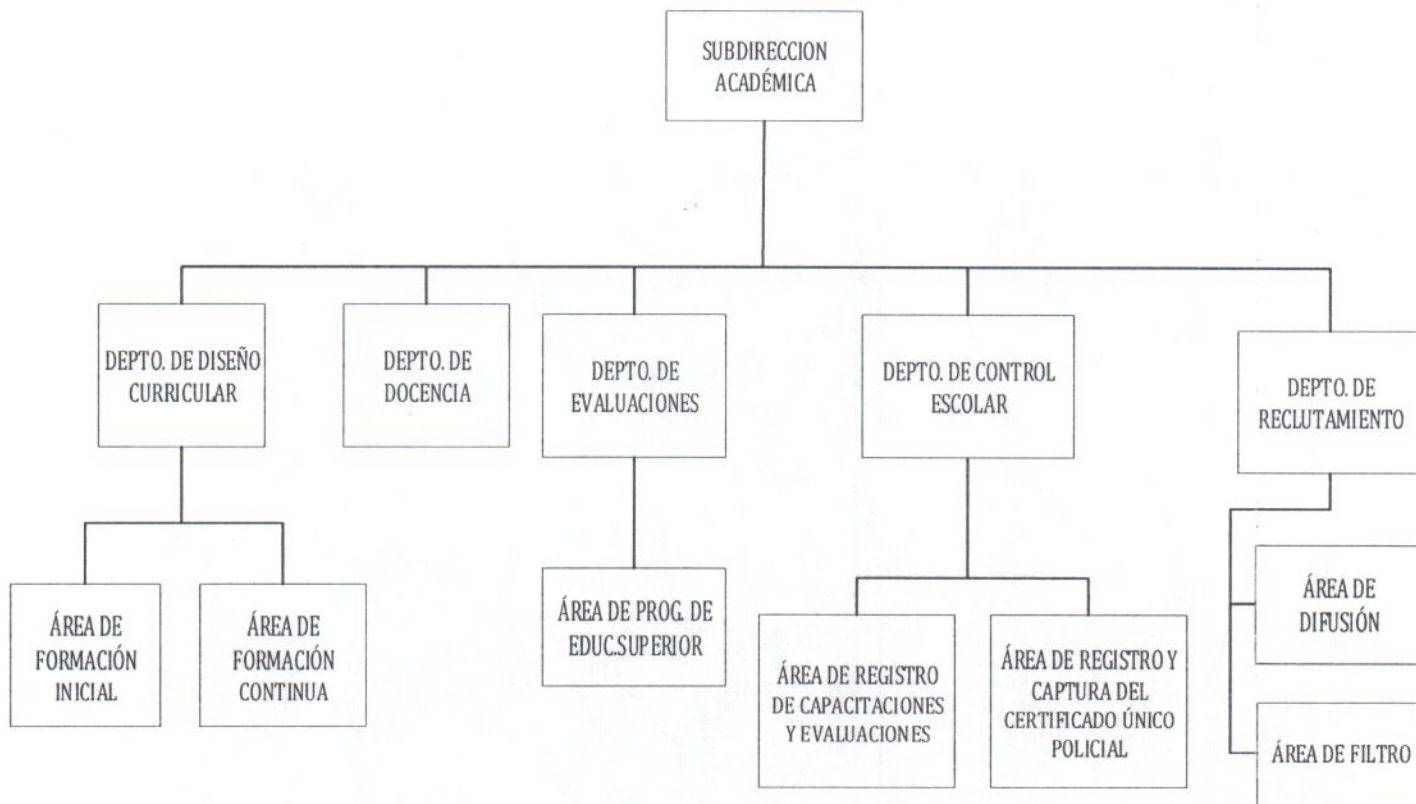 SUBDIRECCION
ACADÉMICA
DEPTO. DE DISEÑO
CURRICULAR
DEPTO. DE
DOCENCIA
DEPTO. DE
EVALUACIONES
DEPTO. DE CONTROL
ESCOLAR
DEPTO. DE
RECLUTAMIENTO
ÁREA DE
FORMACIÓN
INICIAL
ÁREA DE
FORMACIÓN
CONTINUA
ÁREA DE PROG. DE
EDUC.SUPERIOR
ÁREA DE REGISTRO
DE CAPACITACIONES
Y EVALUACIONES
ÁREA DE REGISTRO Y
CAPTURA DEL
CERTIFICADO ÚNICO
POLICIAL
ÁREA DE
DIFUSIÓN
ÁREA DE FILTRO